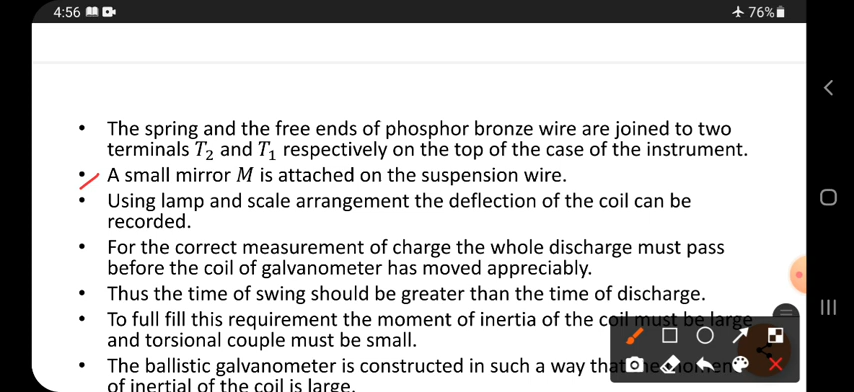 4:56
76%
• The spring and the free ends of phosphor bronze wire are joined to two
terminals T₂ and T₁ respectively on the top of the case of the instrument.
• A small mirror M is attached on the suspension wire.
• Using lamp and scale arrangement the deflection of the coil can be
recorded.
• For the correct measurement of charge the whole discharge must pass
before the coil of galvanometer has moved appreciably.
• Thus the time of swing should be greater than the time of discharge.
• To full fill this requirement the moment of inertia of the coil must be large
and torsional couple must be small.
• The ballistic galvanometer is constructed in such a way that the moment
of inertial of the coil is large.